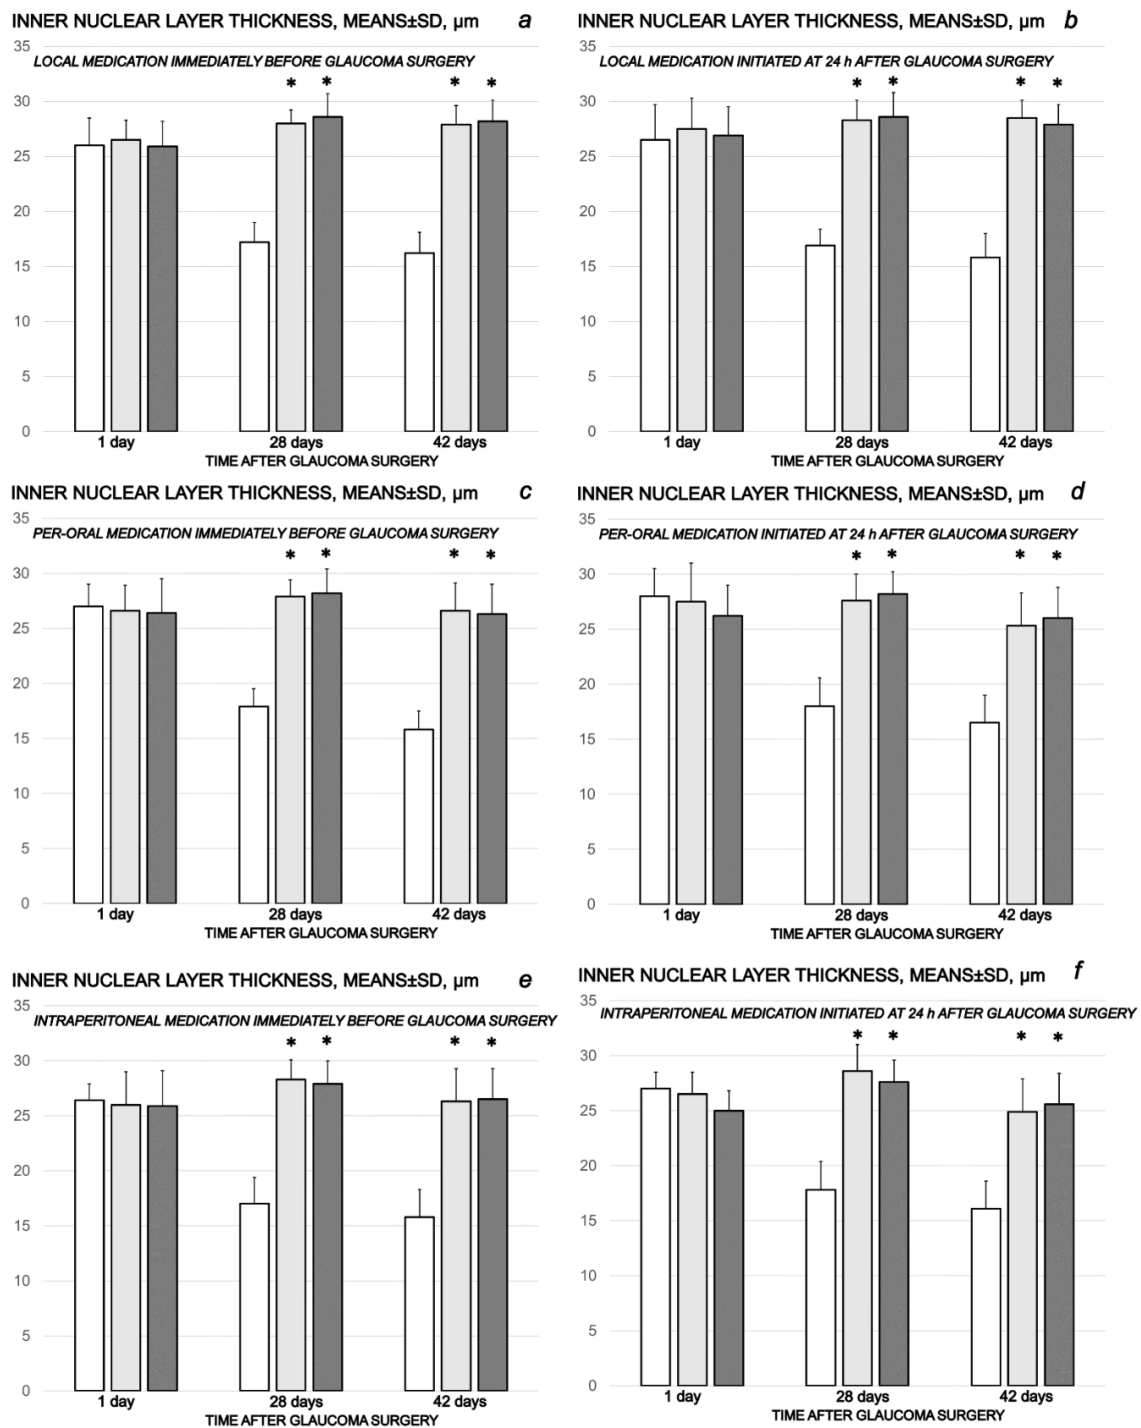 INNER NUCLEAR LAYER THICKNESS, MEANS±SD, µm a
LOCAL MEDICATION IMMEDIATELY BEFORE GLAUCOMA SURGERY
35
30
25
20
15
10
5
0
* * * *
1 day 28 days 42 days
TIME AFTER GLAUCOMA SURGERY
INNER NUCLEAR LAYER THICKNESS, MEANS±SD, µm b
LOCAL MEDICATION INITIATED AT 24 h AFTER GLAUCOMA SURGERY
35
30
25
20
15
10
5
0
* * * *
1 day 28 days 42 days
TIME AFTER GLAUCOMA SURGERY
INNER NUCLEAR LAYER THICKNESS, MEANS±SD, µm c
PER-ORAL MEDICATION IMMEDIATELY BEFORE GLAUCOMA SURGERY
35
30
25
20
15
10
5
0
* * * *
1 day 28 days 42 days
TIME AFTER GLAUCOMA SURGERY
INNER NUCLEAR LAYER THICKNESS, MEANS±SD, µm d
PER-ORAL MEDICATION INITIATED AT 24 h AFTER GLAUCOMA SURGERY
35
30
25
20
15
10
5
0
* * * *
1 day 28 days 42 days
TIME AFTER GLAUCOMA SURGERY
INNER NUCLEAR LAYER THICKNESS, MEANS±SD, µm e
INTRAPERITONEAL MEDICATION IMMEDIATELY BEFORE GLAUCOMA SURGERY
35
30
25
20
15
10
5
0
* * * *
1 day 28 days 42 days
TIME AFTER GLAUCOMA SURGERY
INNER NUCLEAR LAYER THICKNESS, MEANS±SD, µm f
INTRAPERITONEAL MEDICATION INITIATED AT 24 h AFTER GLAUCOMA SURGERY
35
30
25
20
15
10
5
0
* * * *
1 day 28 days 42 days
TIME AFTER GLAUCOMA SURGERY